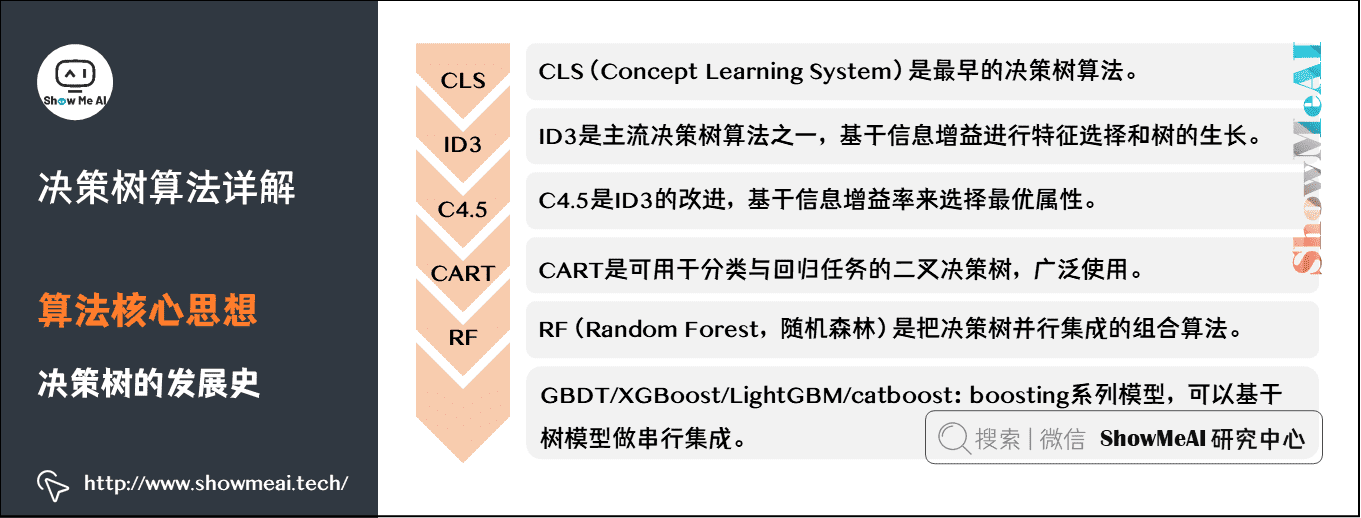 Show Me AI
决策树算法详解
算法核心思想
决策树的发展史
http://www.showmeai.tech/
CLS
CLS（Concept Learning System）是最早的决策树算法。
ID3
ID3是主流决策树算法之一，基于信息增益进行特征选择和树的生长。
C4.5
C4.5是ID3的改进，基于信息增益率来选择最优属性。
CART
CART是可用于分类与回归任务的二叉决策树，广泛使用。
RF
RF（Random Forest，随机森林）是把决策树并行集成的组合算法。
GBDT/XGBoost/LightGBM/catboost: boosting系列模型，可以基于
树模型做串行集成。
搜索 | 微信 ShowMeAI 研究中心
ShowMeAI